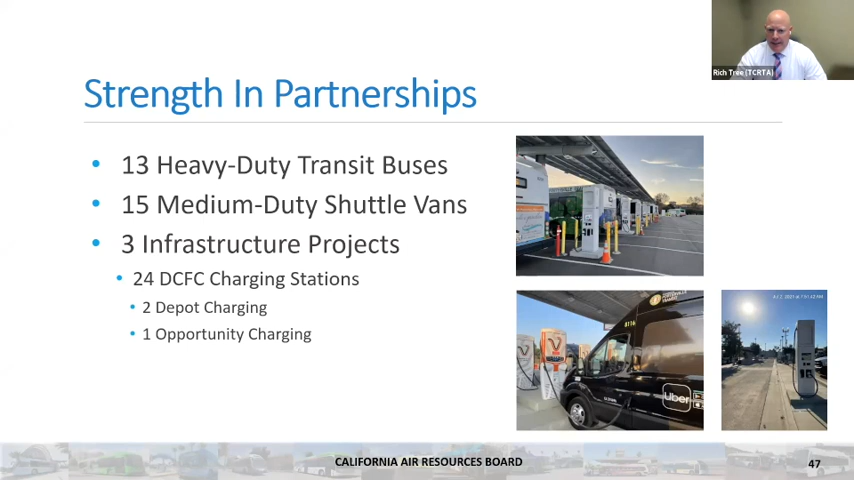 Rich Tree (TCRTA)
Strength In Partnerships
• 13 Heavy-Duty Transit Buses
• 15 Medium-Duty Shuttle Vans
• 3 Infrastructure Projects
• 24 DCFC Charging Stations
• 2 Depot Charging
• 1 Opportunity Charging
Uber
CALIFORNIA AIR RESOURCES BOARD
47